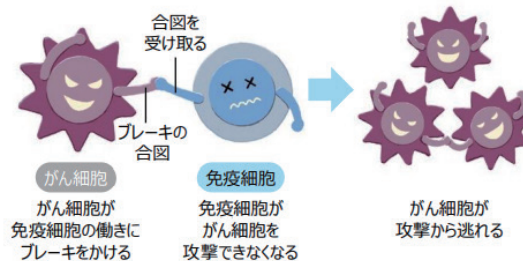 合図を
受け取る
ブレーキの
合図
がん細胞
がん細胞が
免疫細胞の働きに
ブレーキをかける
免疫細胞
免疫細胞が
がん細胞を
攻撃できなくなる
がん細胞が
攻撃から逃れる